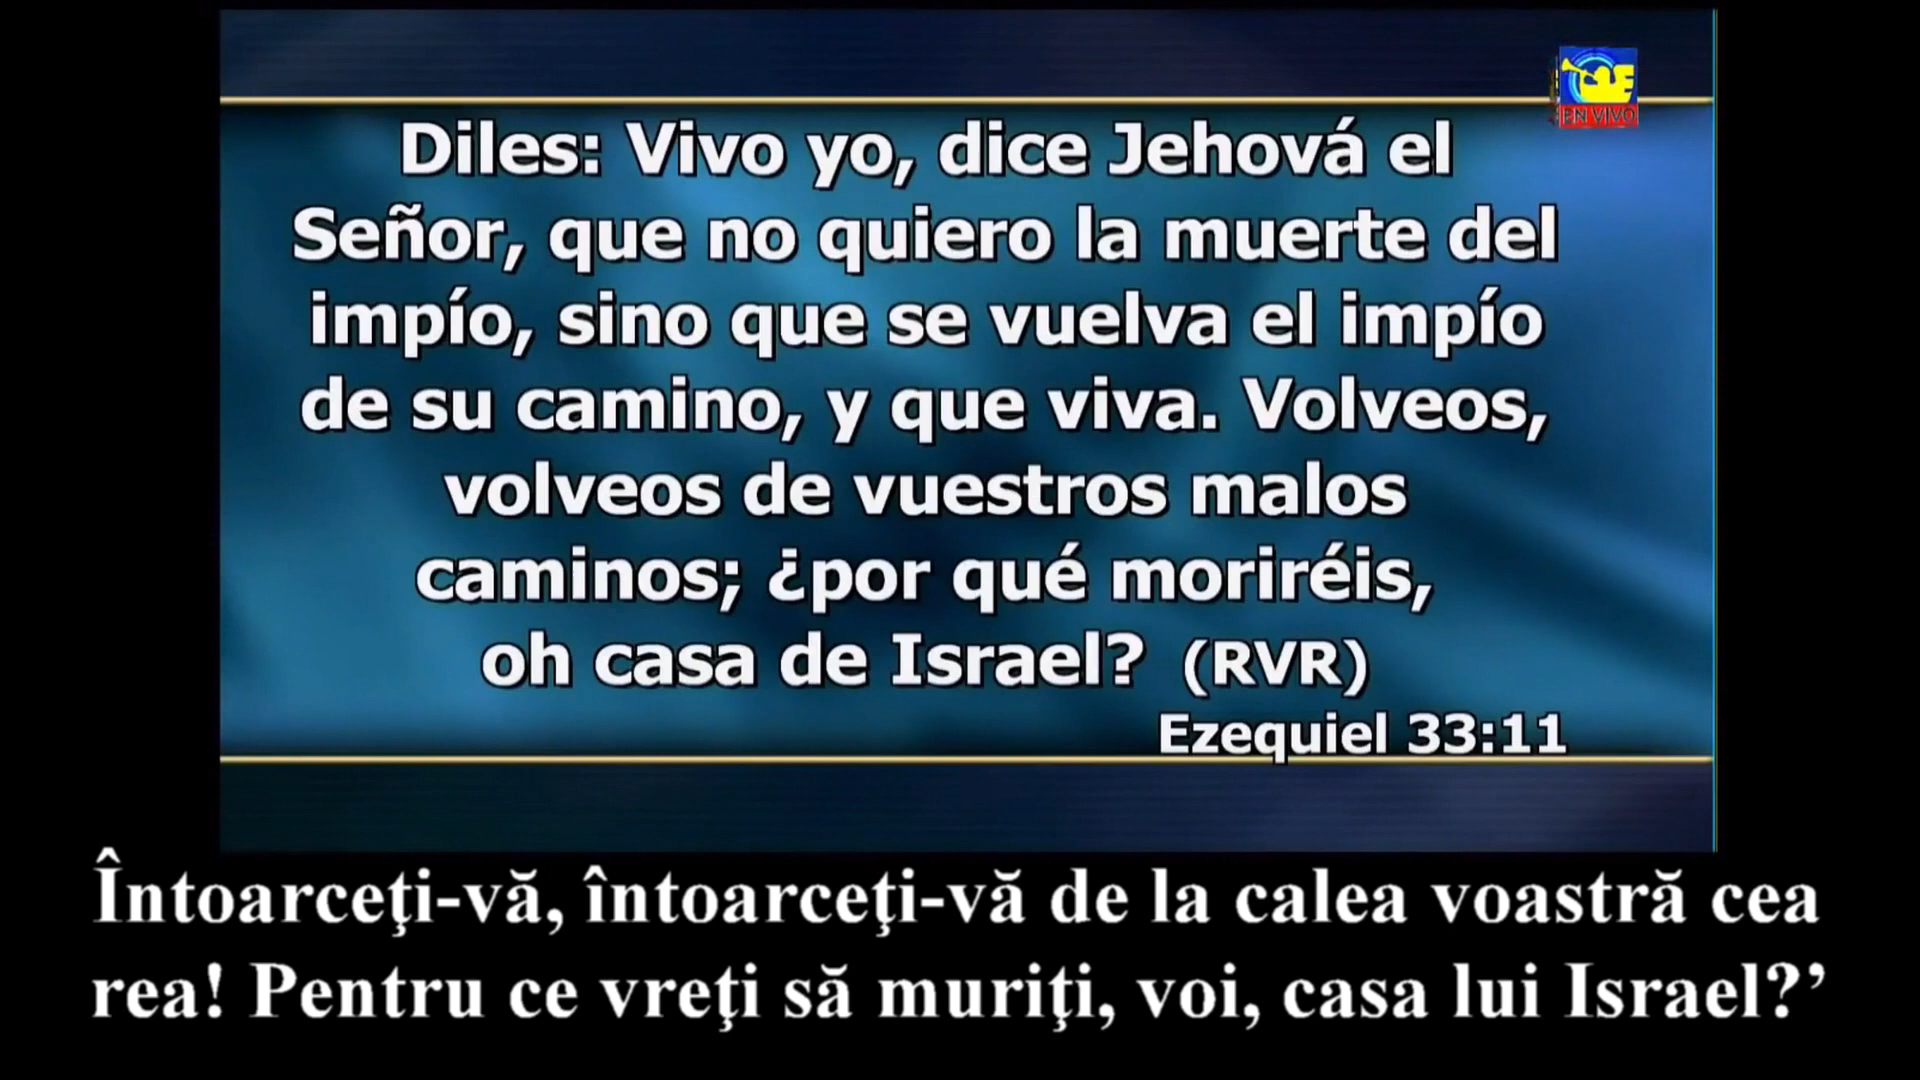 EN VIVO
Diles: Vivo yo, dice Jehová el
Señor, que no quiero la muerte del
impío, sino que se vuelva el impío
de su camino, y que viva. Volveos,
volveos de vuestros malos
caminos; ¿por qué moriréis,
oh casa de Israel? (RVR)
Ezequiel 33:11
Întoarceţi-vă, întoarceţi-vă de la calea voastră cea
rea! Pentru ce vreţi să muriţi, voi, casa lui Israel?’